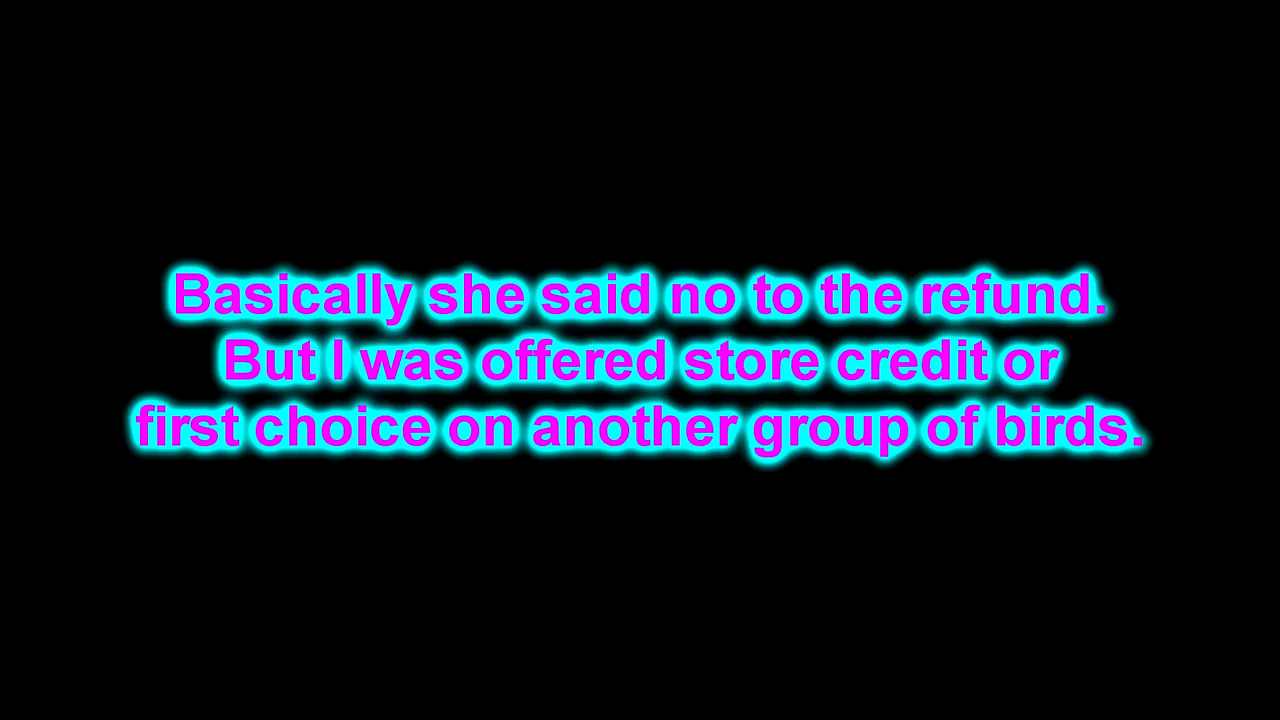 Basically she said no to the refund.
But I was offered store credit or
first choice on another group of birds.